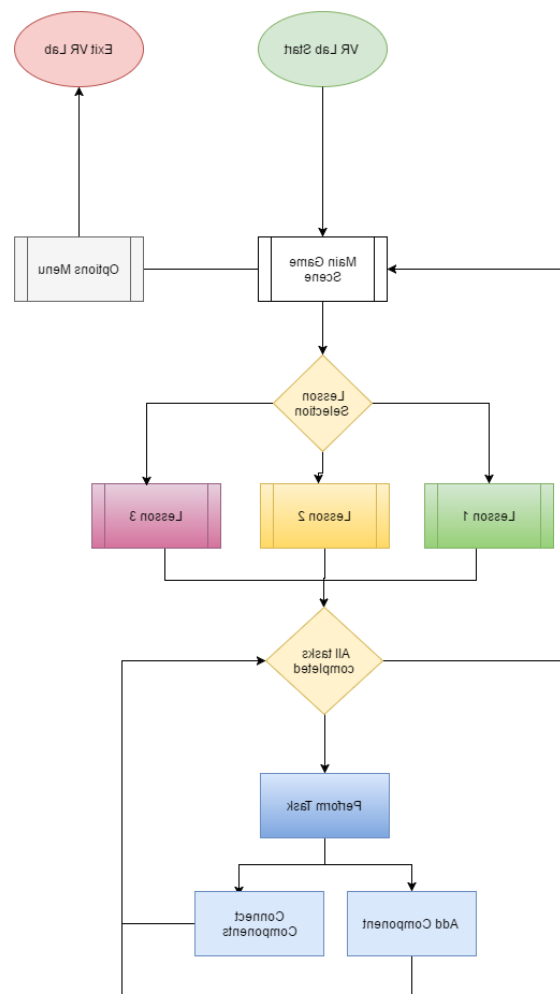 Exit VR Lab
VR Lab Start
Options Menu
Main Game
Scene
Lesson
Selection
Lesson 3
Lesson 2
Lesson 1
All tasks
completed
Perform Task
Connect
Components
Add Component